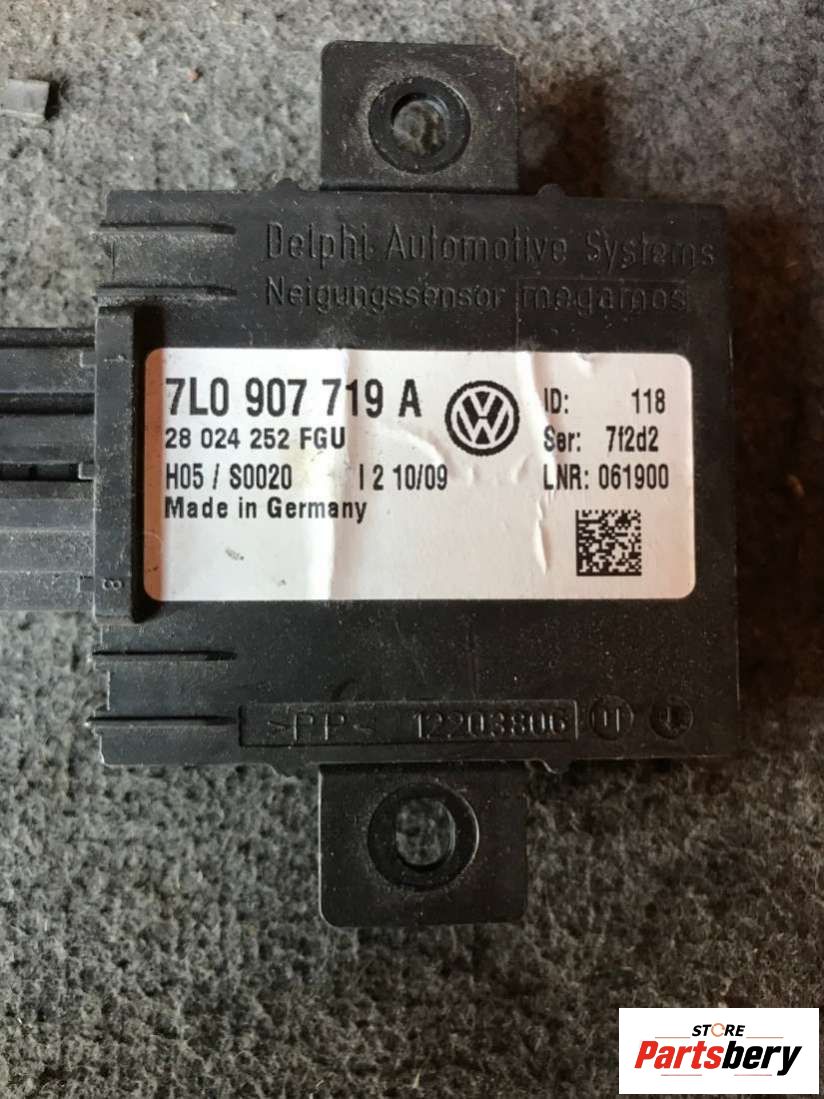 Delphi Automotive Systems
Neigungssensor megamos
7L0 907 719 A
ID: 118
28 024 252 FGU
Ser: 7f2d2
H05 / S0020 I 2 10/09
LNR: 061900
Made in Germany
>PP< 12203806
STORE
Partsbery